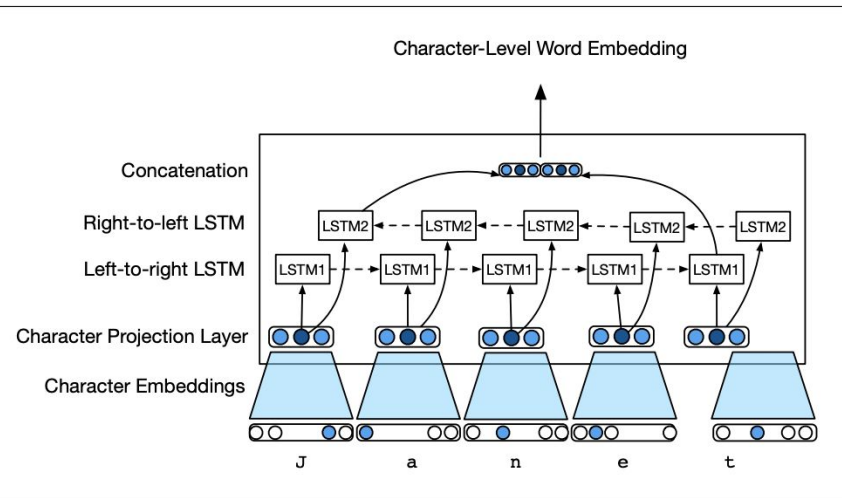 Character-Level Word Embedding
Concatenation
Right-to-left LSTM LSTM2 LSTM2 LSTM2 LSTM2 LSTM2
Left-to-right LSTM LSTM1 LSTM1 LSTM1 LSTM1 LSTM1
Character Projection Layer
Character Embeddings
J a n e t